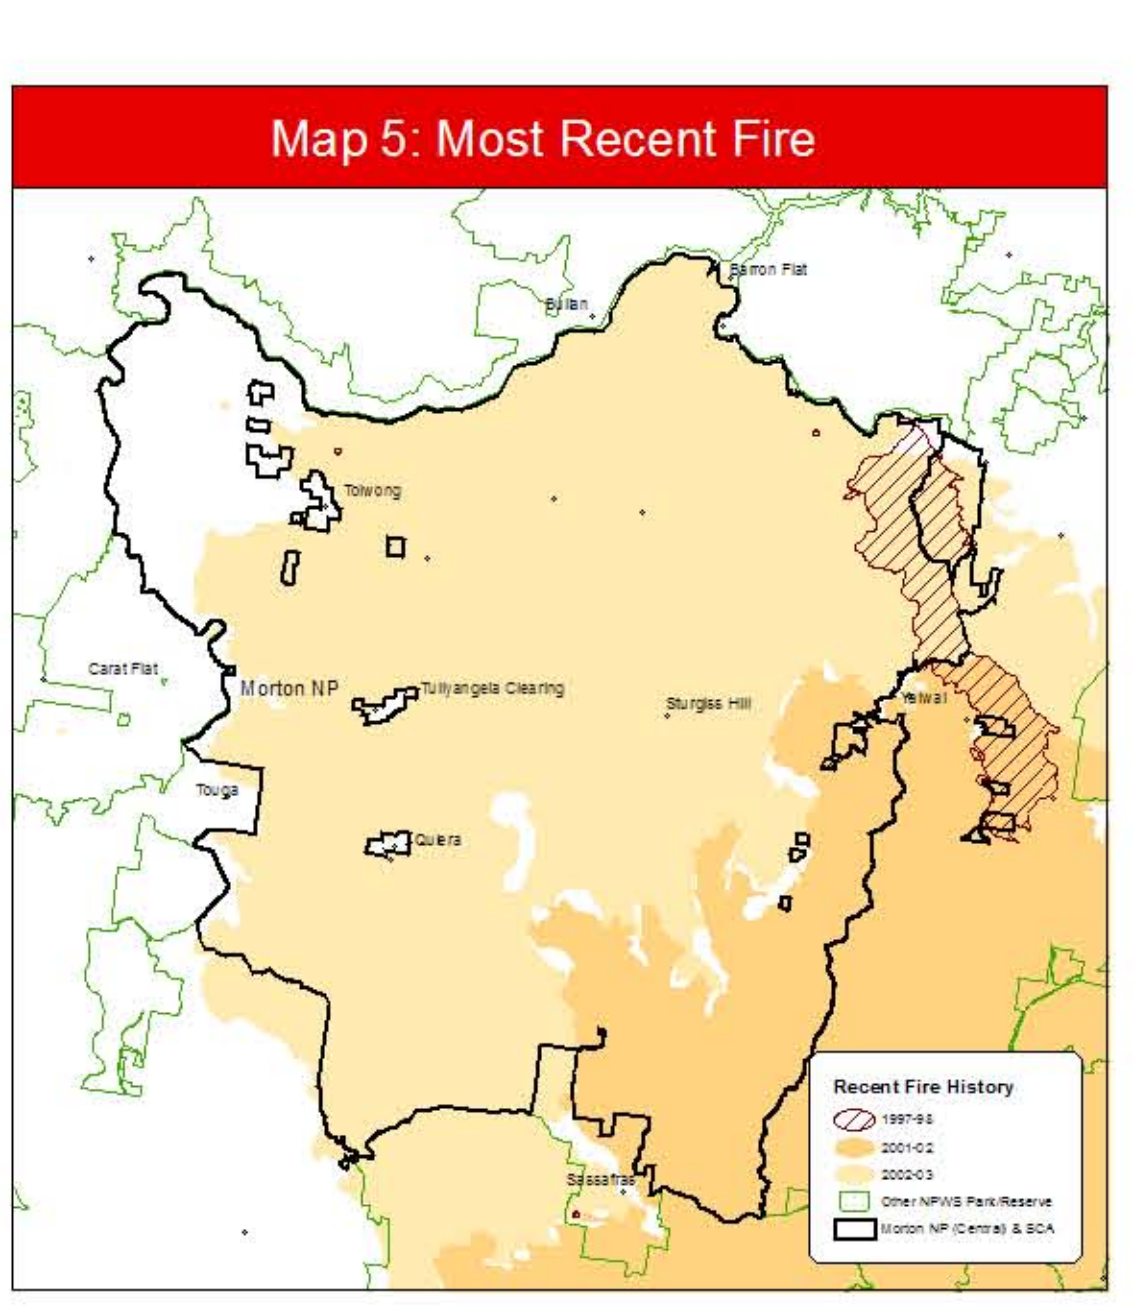 Map 5: Most Recent Fire
Barron Flat
Bullan
Tolwong
Carat Flat
Morton NP
Tullyangela Clearing
Sturgiss Hill
Yalwal
Touga
Quiera
Sassafras
Recent Fire History
1997-98
2001-02
2002-03
Other NPWS Park/Reserve
Morton NP (Central) & SCA